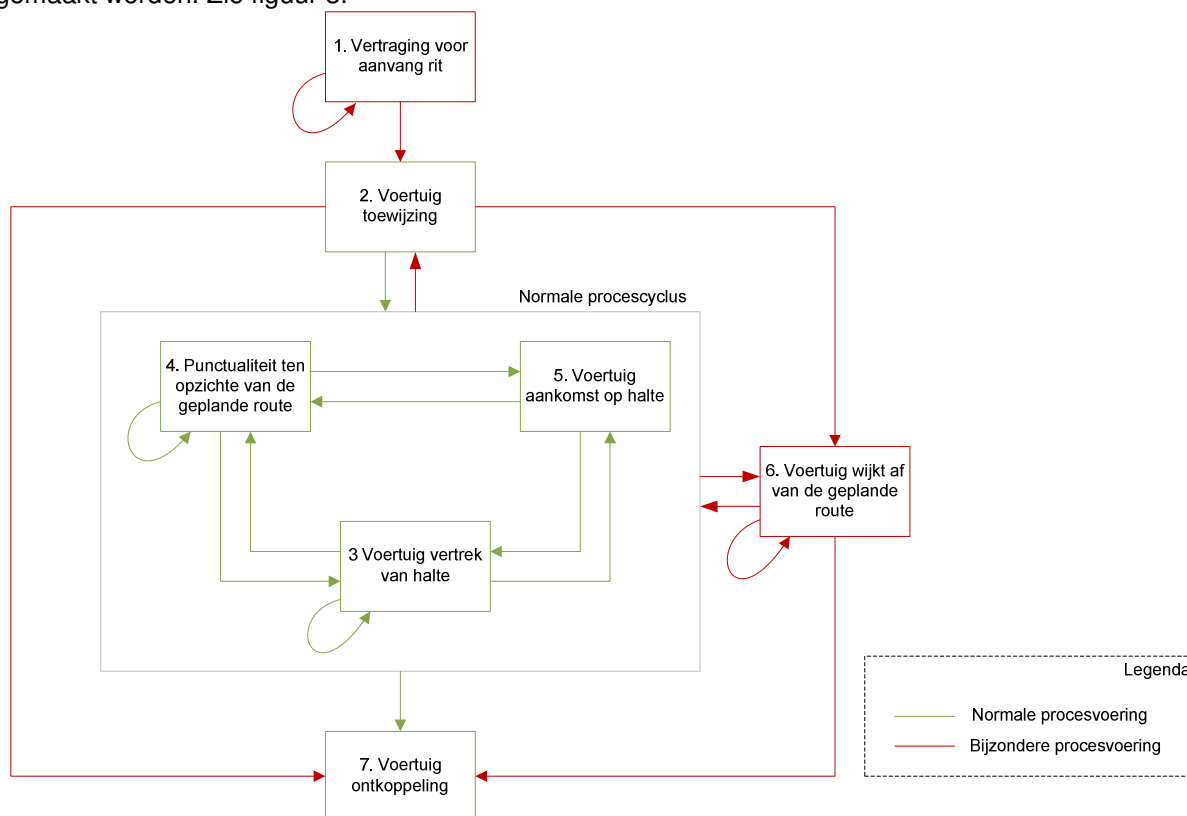 1. Vertraging voor
aanvang rit
2. Voertuig
toewijzing
Normale procescyclus
4. Punctualiteit ten
opzichte van de
geplande route
5. Voertuig
aankomst op halte
6. Voertuig wijkt af
van de geplande
route
3 Voertuig vertrek
van halte
Legenda
Normale procesvoering
Bijzondere procesvoering
7. Voertuig
ontkoppeling